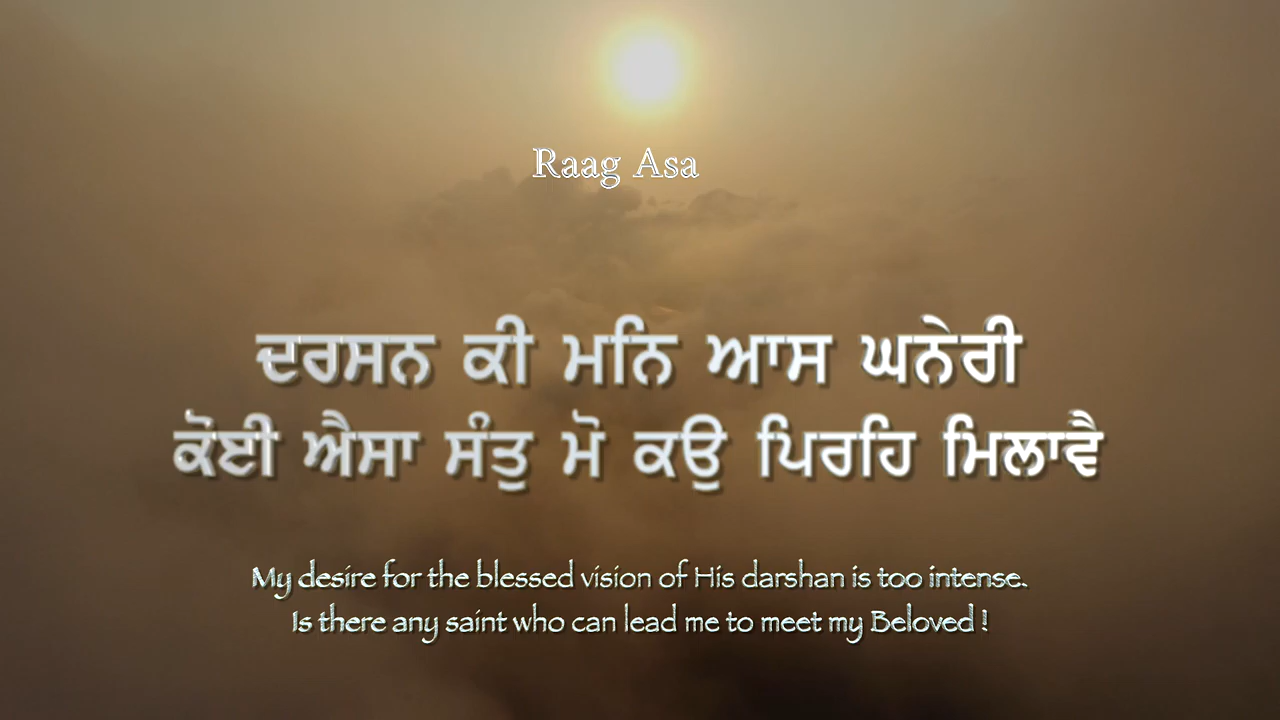 Raag Asa
ਦਰਸਨ ਕੀ ਮਨਿ ਆਸ ਘਨੇਰੀ
ਕੋਈ ਐਸਾ ਸੰਤੁ ਮੋ ਕਉ ਪਿਰਹਿ ਮਿਲਾਵੈ
My desire for the blessed vision of His darshan is too intense.
Is there any saint who can lead me to meet my Beloved !